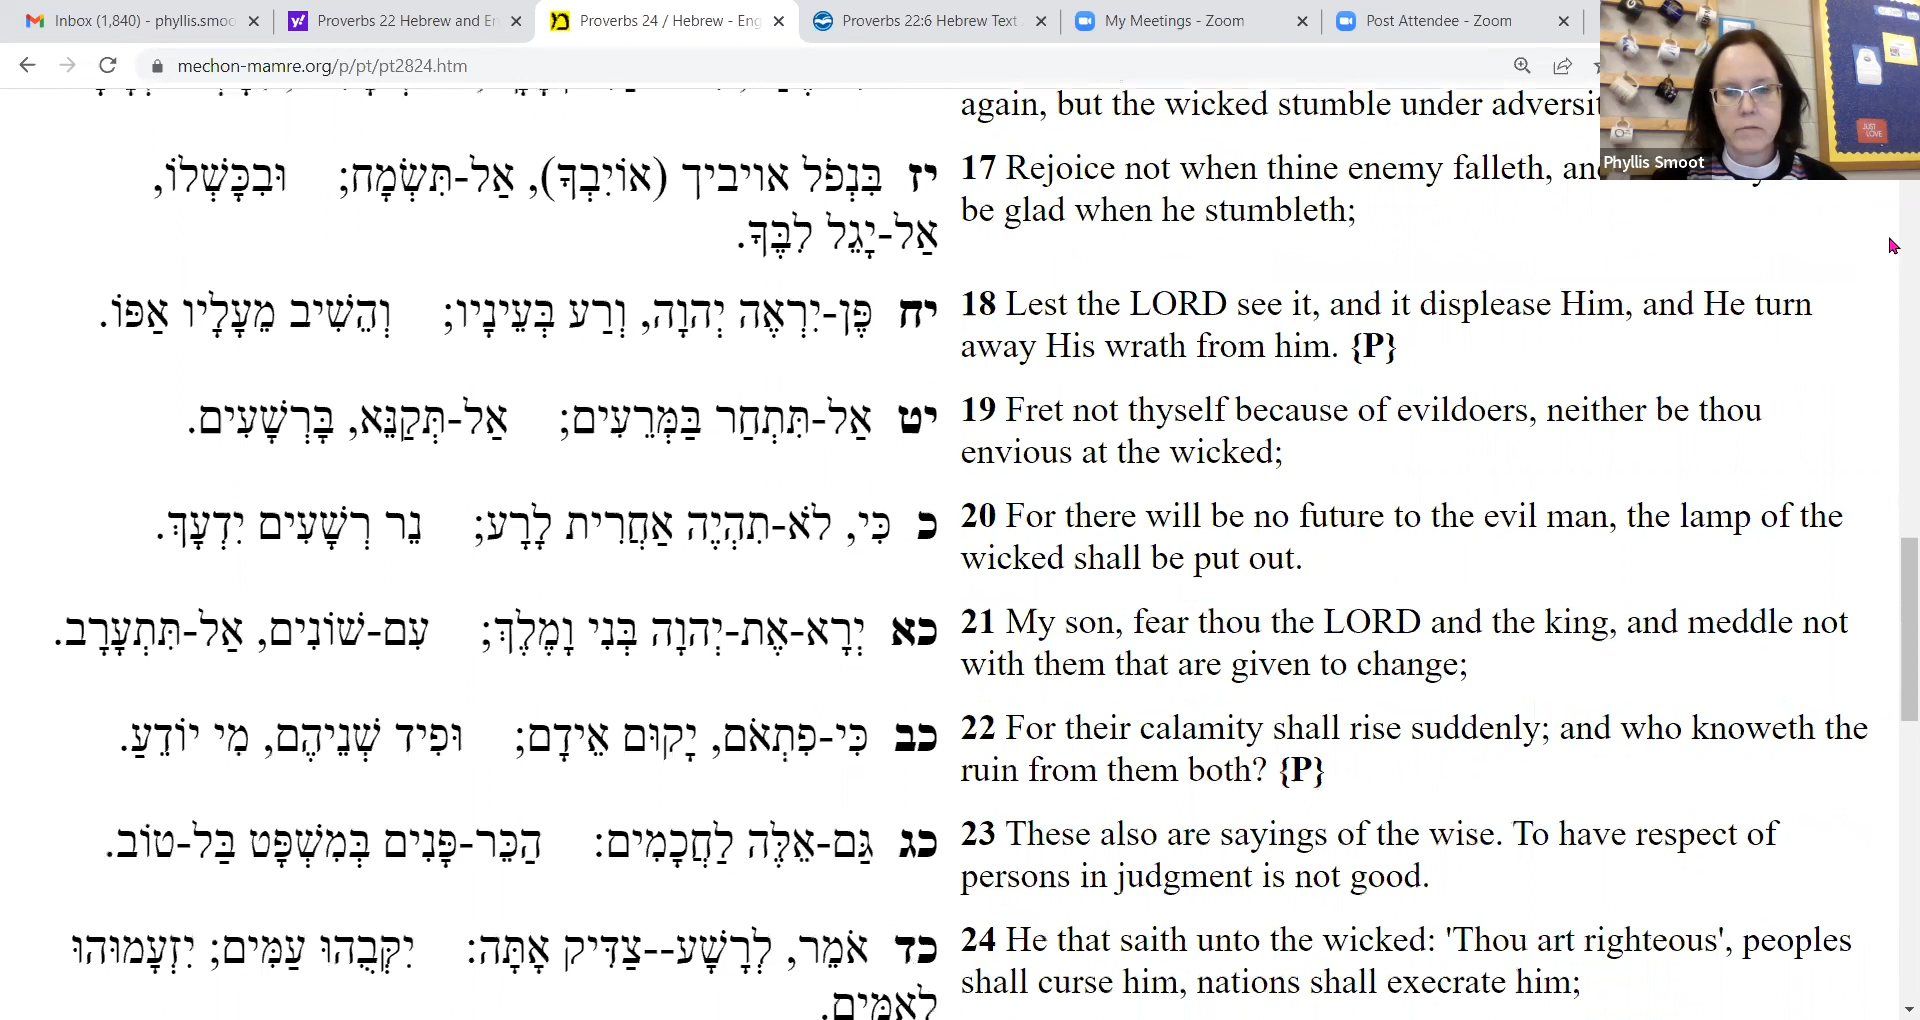 Inbox (1,840) - phyllis.smoo
Proverbs 22 Hebrew and En
Proverbs 24 / Hebrew - Eng
Proverbs 22:6 Hebrew Text
My Meetings - Zoom
Post Attendee - Zoom
mechon-mamre.org/p/pt/pt2824.htm
JUST LOVE
Phyllis Smoot
again, but the wicked stumble under adversit
יז בִּנְפֹל אויביך (אוֹיִבְךָ), אַל-תִּשְׂמָח; וּבִכָּשְׁלוֹ,
אַל-יָגֵל לִבֶּךָ.
17 Rejoice not when thine enemy falleth, and
be glad when he stumbleth;
יח פֶּן-יִרְאֶה יְהוָה, וְרַע בְּעֵינָיו; וְהֵשִׁיב מֵעָלָיו אַפּוֹ.
18 Lest the LORD see it, and it displease Him, and He turn
away His wrath from him. {P}
יט אַל-תִּתְחַר בַּמְּרֵעִים; אַל-תְּקַנֵּא, בָּרְשָׁעִים.
19 Fret not thyself because of evildoers, neither be thou
envious at the wicked;
כ כִּי, לֹא-תִהְיֶה אַחֲרִית לָרָע; נֵר רְשָׁעִים יִדְעָךְ.
20 For there will be no future to the evil man, the lamp of the
wicked shall be put out.
כא יְרָא-אֶת-יְהוָה בְּנִי וָמֶלֶךְ; עִם-שׁוֹנִים, אַל-תִּתְעָרָב.
21 My son, fear thou the LORD and the king, and meddle not
with them that are given to change;
כב כִּי-פִתְאֹם, יָקוּם אֵידָם; וּפִיד שְׁנֵיהֶם, מִי יוֹדֵעַ.
22 For their calamity shall rise suddenly; and who knoweth the
ruin from them both? {P}
כג גַּם-אֵלֶּה לַחֲכָמִים: הַכֵּר-פָּנִים בְּמִשְׁפָּט בַּל-טוֹב.
23 These also are sayings of the wise. To have respect of
persons in judgment is not good.
כד אֹמֵר, לְרָשָׁע--צַדִּיק אָתָּה: יִקְּבֻהוּ עַמִּים; יִזְעָמוּהוּ
לְאֻמִּים.
24 He that saith unto the wicked: 'Thou art righteous', peoples
shall curse him, nations shall execrate him;